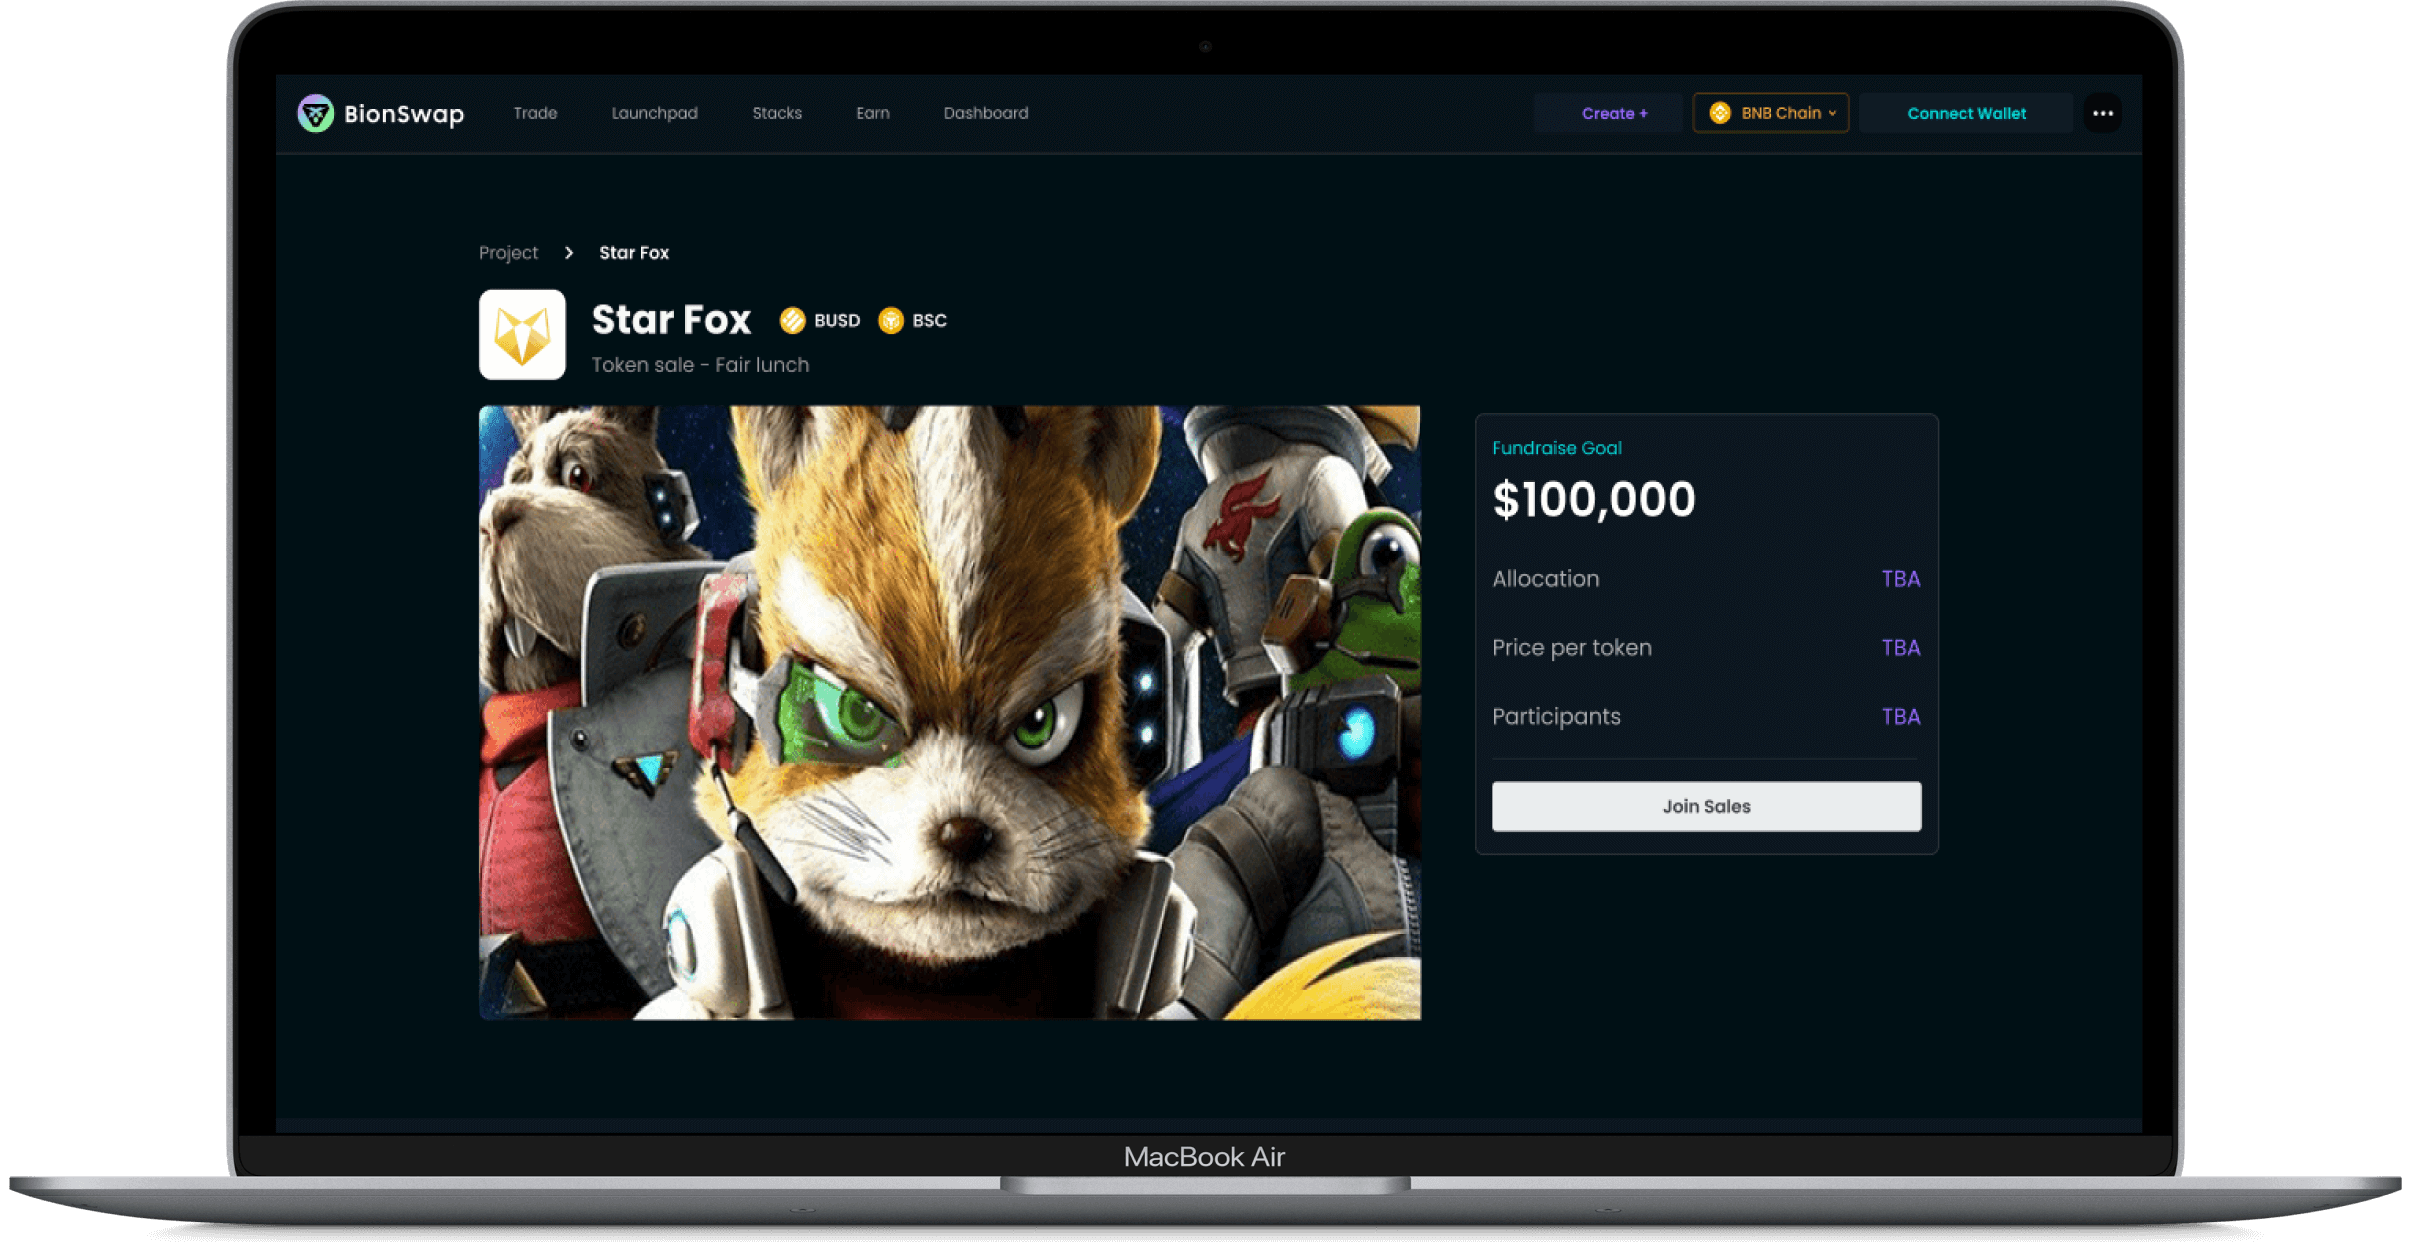 BionSwap
Trade
Launchpad
Stacks
Earn
Dashboard
Create +
BNB Chain
Connect Wallet
Project
Star Fox
Star Fox
BUSD
BSC
Token sale - Fair lunch
Fundraise Goal
$100,000
Allocation TBA
Price per token TBA
Participants TBA
Join Sales
MacBook Air